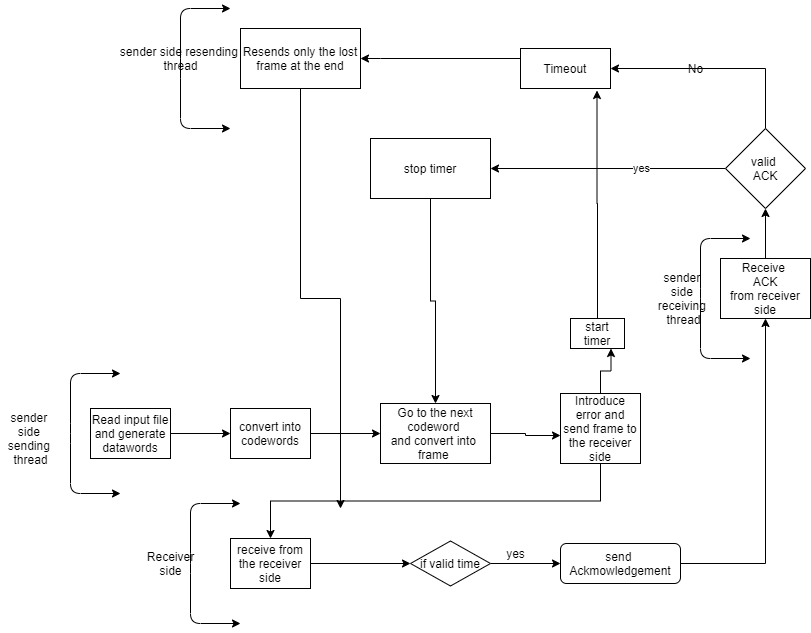 sender side resending
thread
Resends only the lost
frame at the end
Timeout
No
stop timer
yes
valid
ACK
sender
side
receiving
thread
Receive
ACK
from receiver
side
start
timer
sender
side
sending
thread
Read input file
and generate
datawords
convert into
codewords
Go to the next
codeword
and convert into
frame
Introduce
error and
send frame to
the receiver
side
Receiver
side
receive from
the receiver
side
if valid time
yes
send
Ackmowledgement